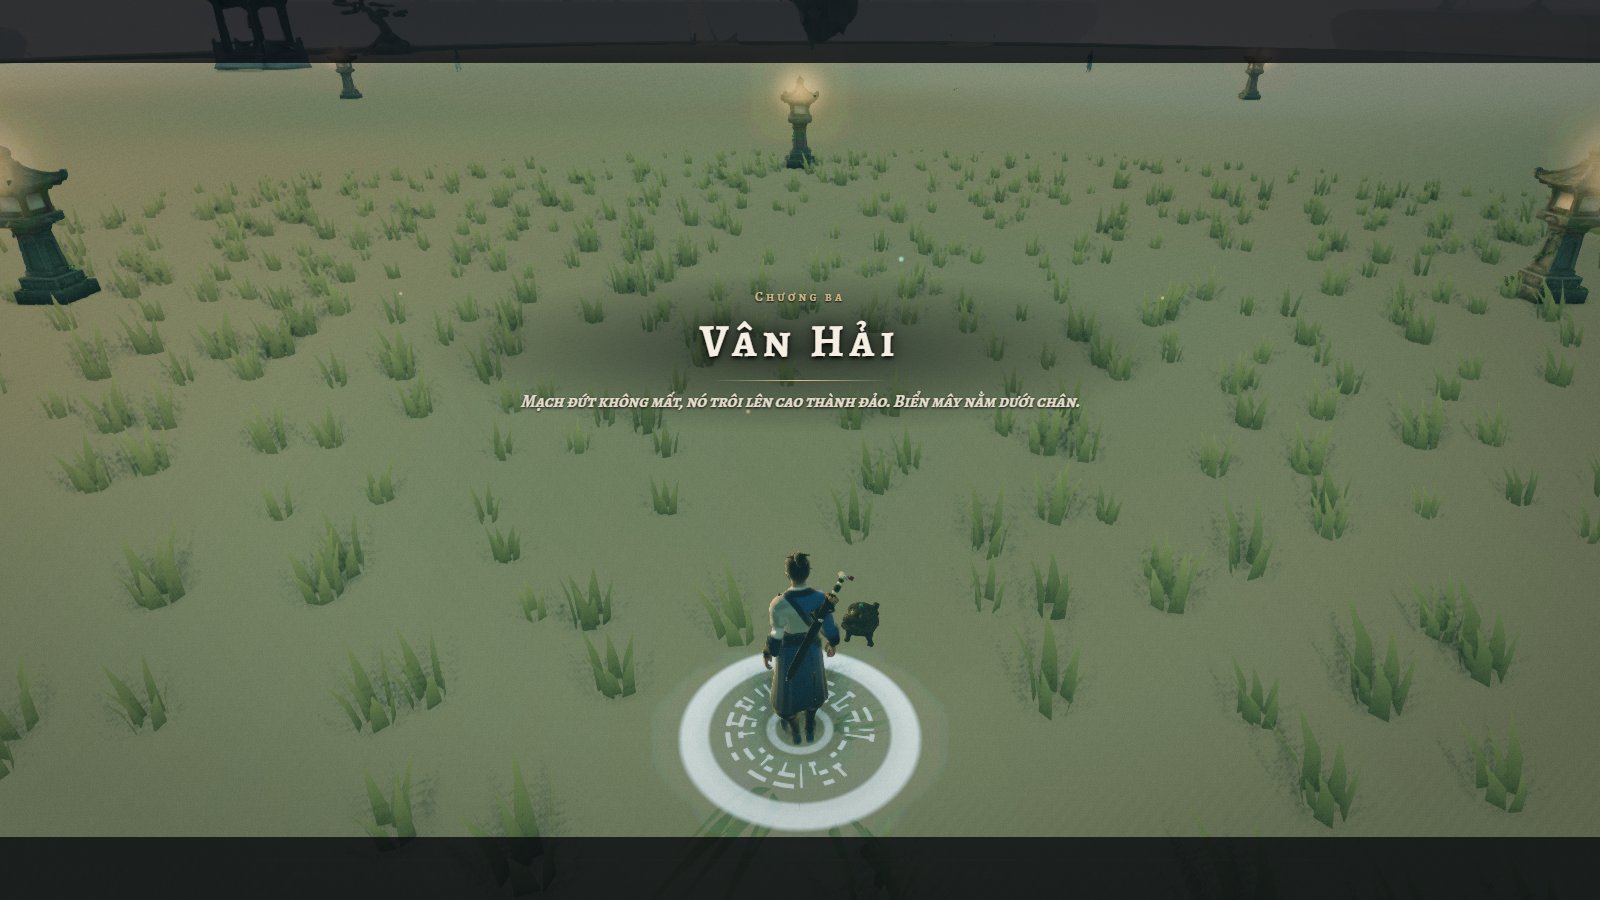 Chương ba
Vân Hải
Mạch đứt không mất, nó trôi lên cao thành đảo. Biển mây nằm dưới chân.